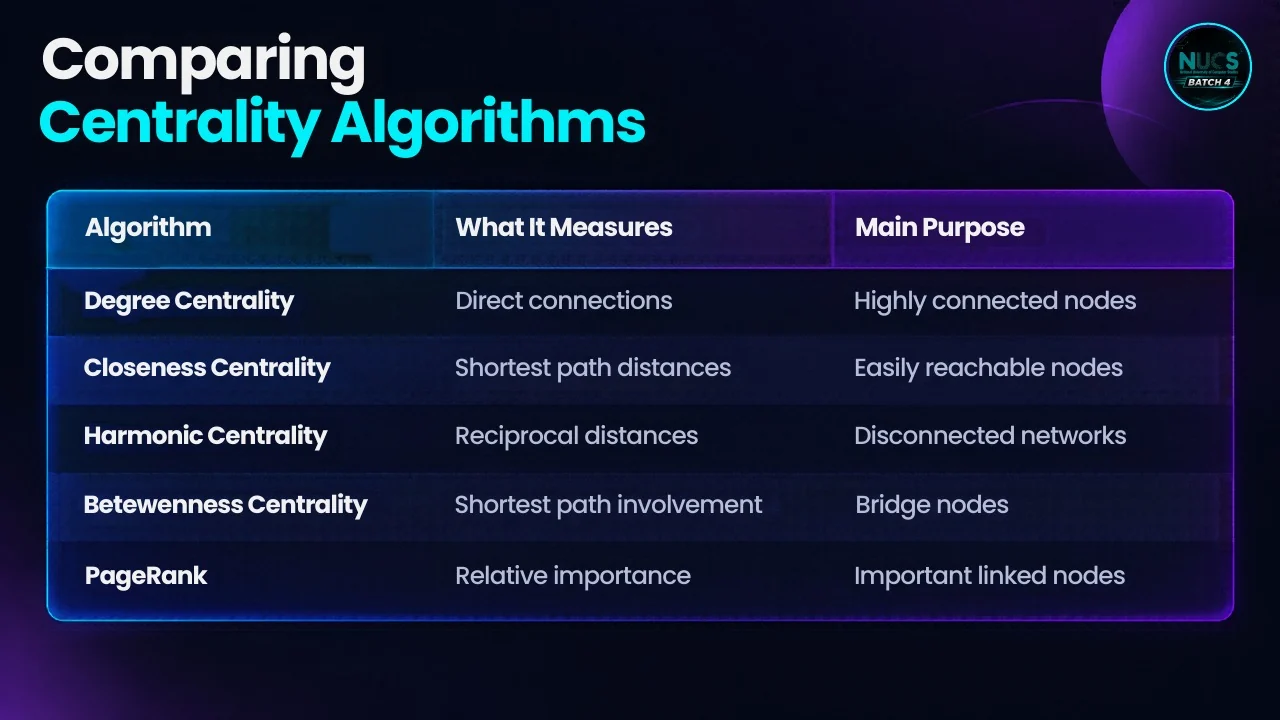 Comparing
Centrality Algorithms
NUCS
BATCH 4
Algorithm What It Measures Main Purpose
Degree Centrality Direct connections Highly connected nodes
Closeness Centrality Shortest path distances Easily reachable nodes
Harmonic Centrality Reciprocal distances Disconnected networks
Betewenness Centrality Shortest path involvement Bridge nodes
PageRank Relative importance Important linked nodes